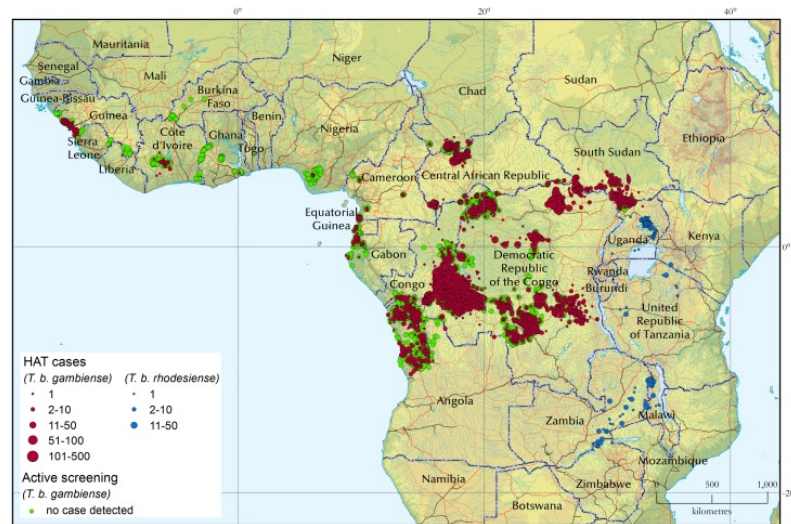 0°
20°
40°
Mauritania
Niger
Senegal
Mali
Chad
Sudan
Gambia
Guinea-Bissau
Burkina
Faso
Guinea
Benin
Nigeria
Ethiopia
Côte
d'Ivoire
Ghana
Togo
Sierra
Leone
Liberia
South Sudan
Cameroon
Central African Republic
Equatorial
Guinea
Uganda
Kenya
0°
Gabon
Democratic
Republic
of the Congo
Congo
Rwanda
Burundi
United
Republic
of Tanzania
HAT cases
(T. b. gambiense) (T. b. rhodesiense)
1 1
2-10 2-10
11-50 11-50
51-100
101-500
Active screening
(T. b. gambiense)
no case detected
Angola
Zambia
Malawi
Mozambique
Namibia
Zimbabwe
Botswana
0 500 1,000
kilometres
-20